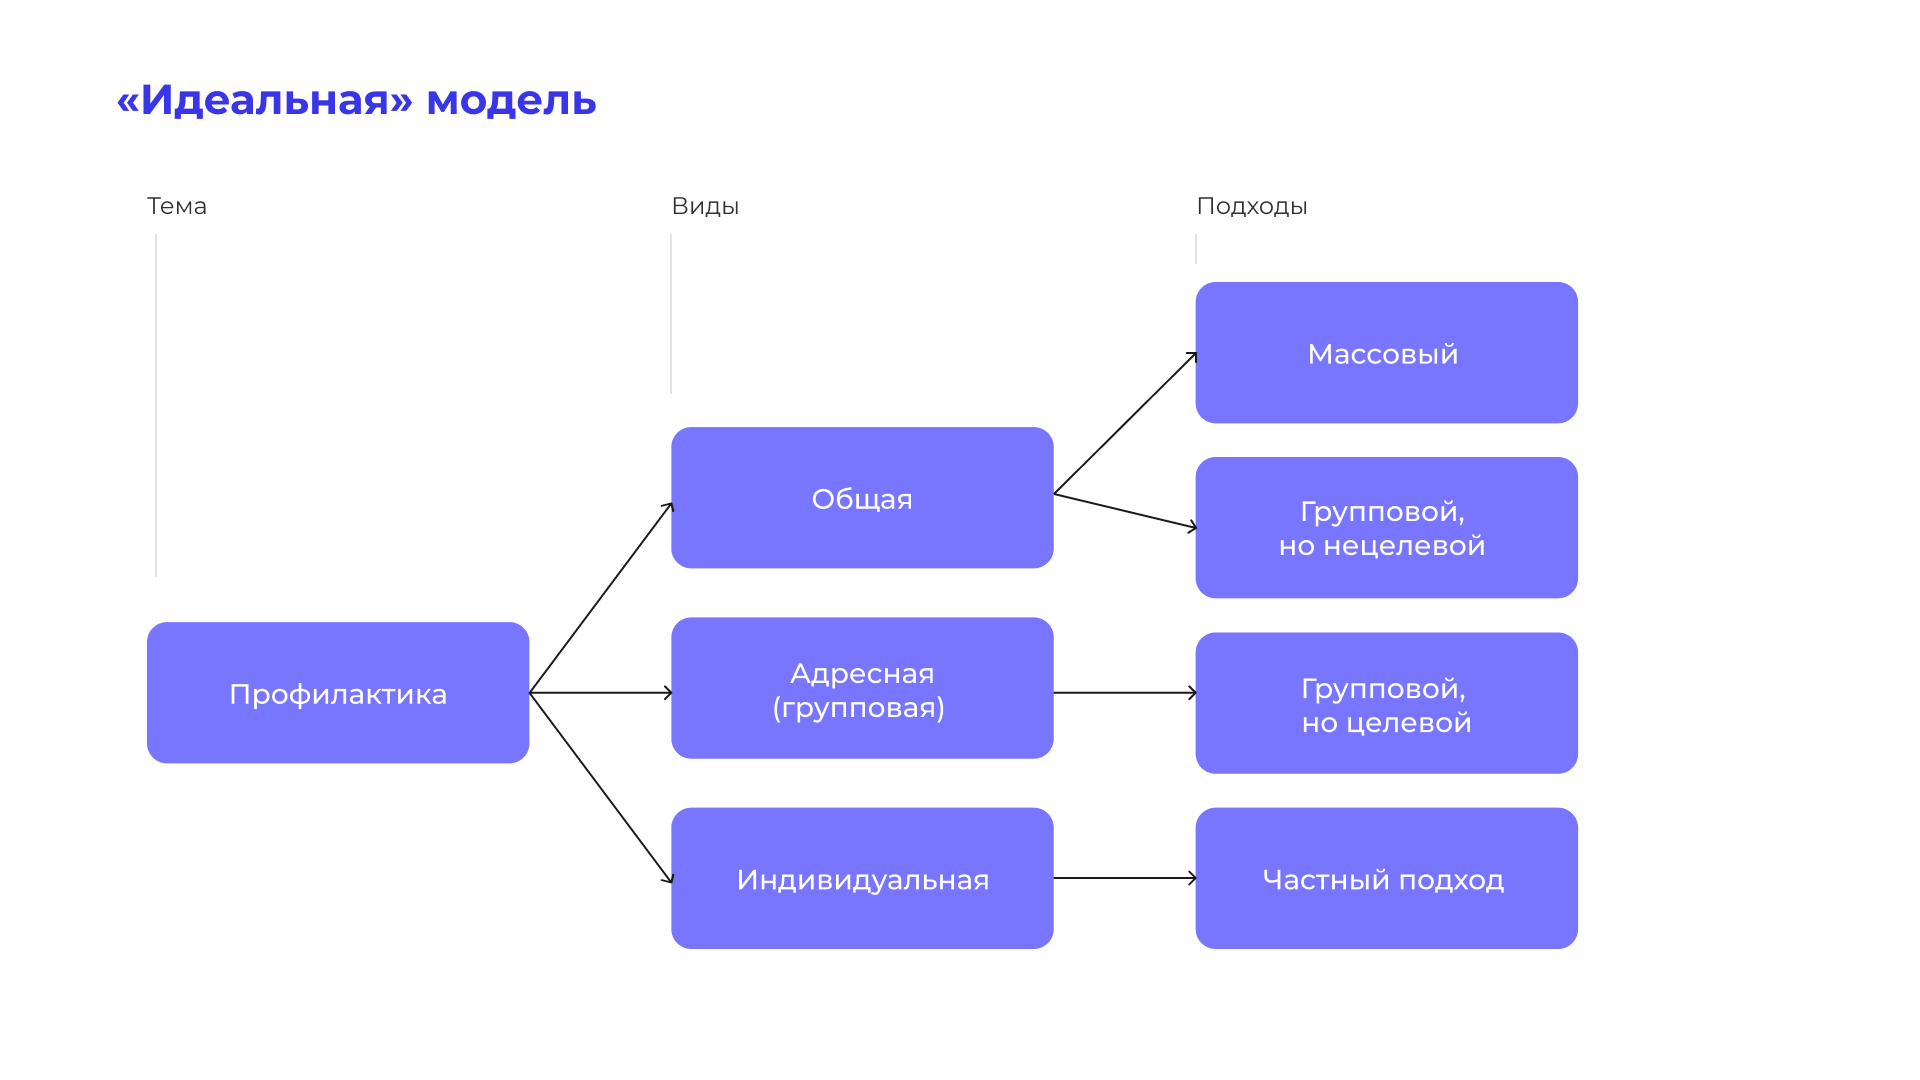 «Идеальная» модель
Тема
Виды
Подходы
Массовый
Общая
Групповой,
но нецелевой
Профилактика
Адресная
(групповая)
Групповой,
но целевой
Индивидуальная
Частный подход